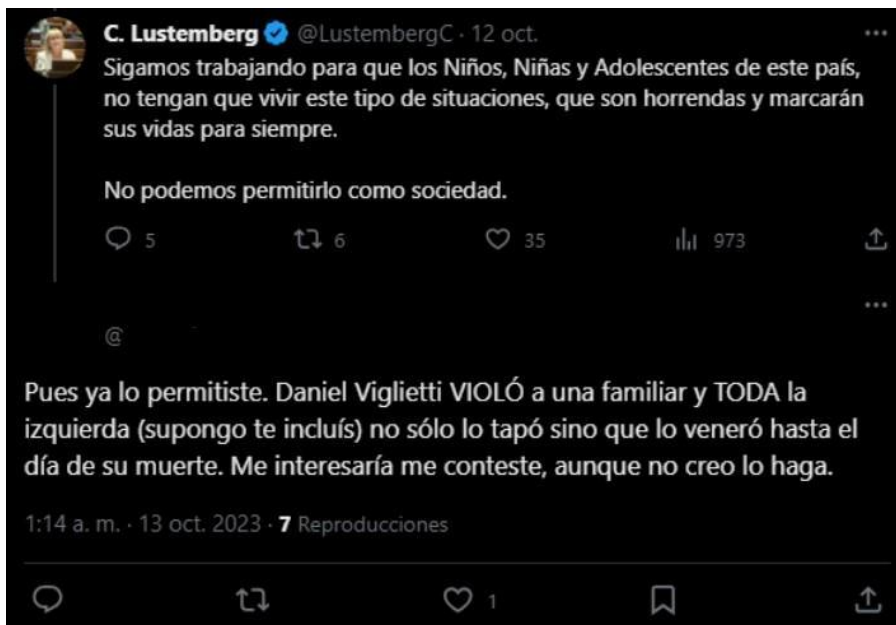 C. Lustemberg @LustembergC · 12 oct.
Sigamos trabajando para que los Niños, Niñas y Adolescentes de este país,
no tengan que vivir este tipo de situaciones, que son horrendas y marcarán
sus vidas para siempre.
No podemos permitirlo como sociedad.
5 6 35 973
@
Pues ya lo permitiste. Daniel Viglietti VIOLÓ a una familiar y TODA la
izquierda (supongo te incluís) no sólo lo tapó sino que lo veneró hasta el
día de su muerte. Me interesaría me conteste, aunque no creo lo haga.
1:14 a. m. · 13 oct. 2023 · 7 Reproducciones
1